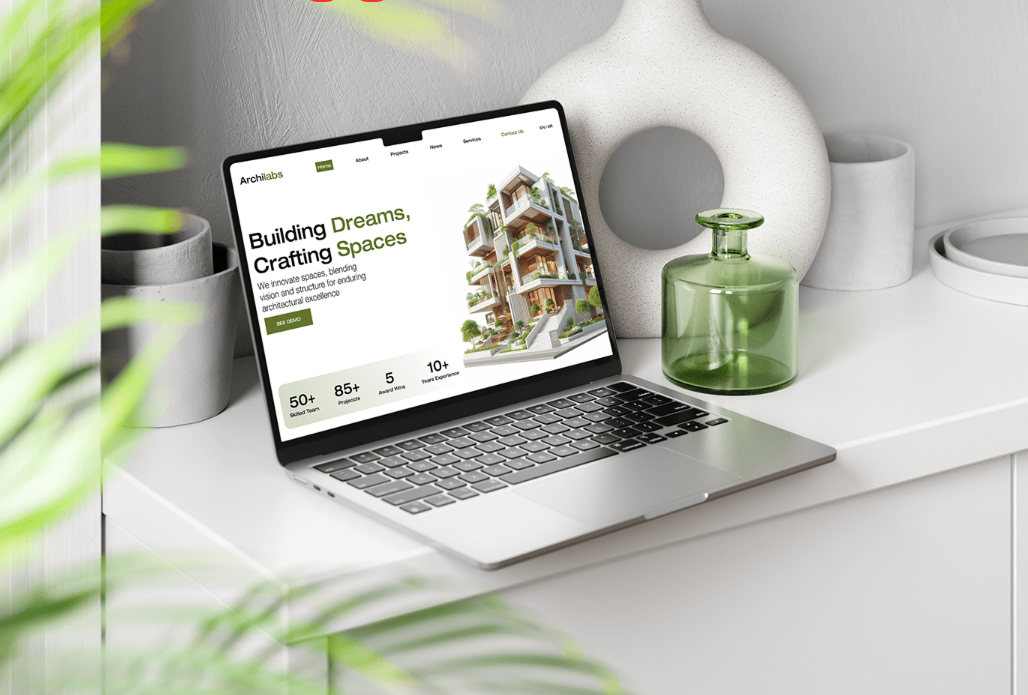 Archilabs
Home
About
Projects
News
Services
Contact Us
Building Dreams,
Crafting Spaces
We innovate spaces, blending
vision and structure for enduring
architectural excellence
SEE DEMO
50+ 85+ 5 10+
Skilled Team Projeccts Award Wins Years Experience